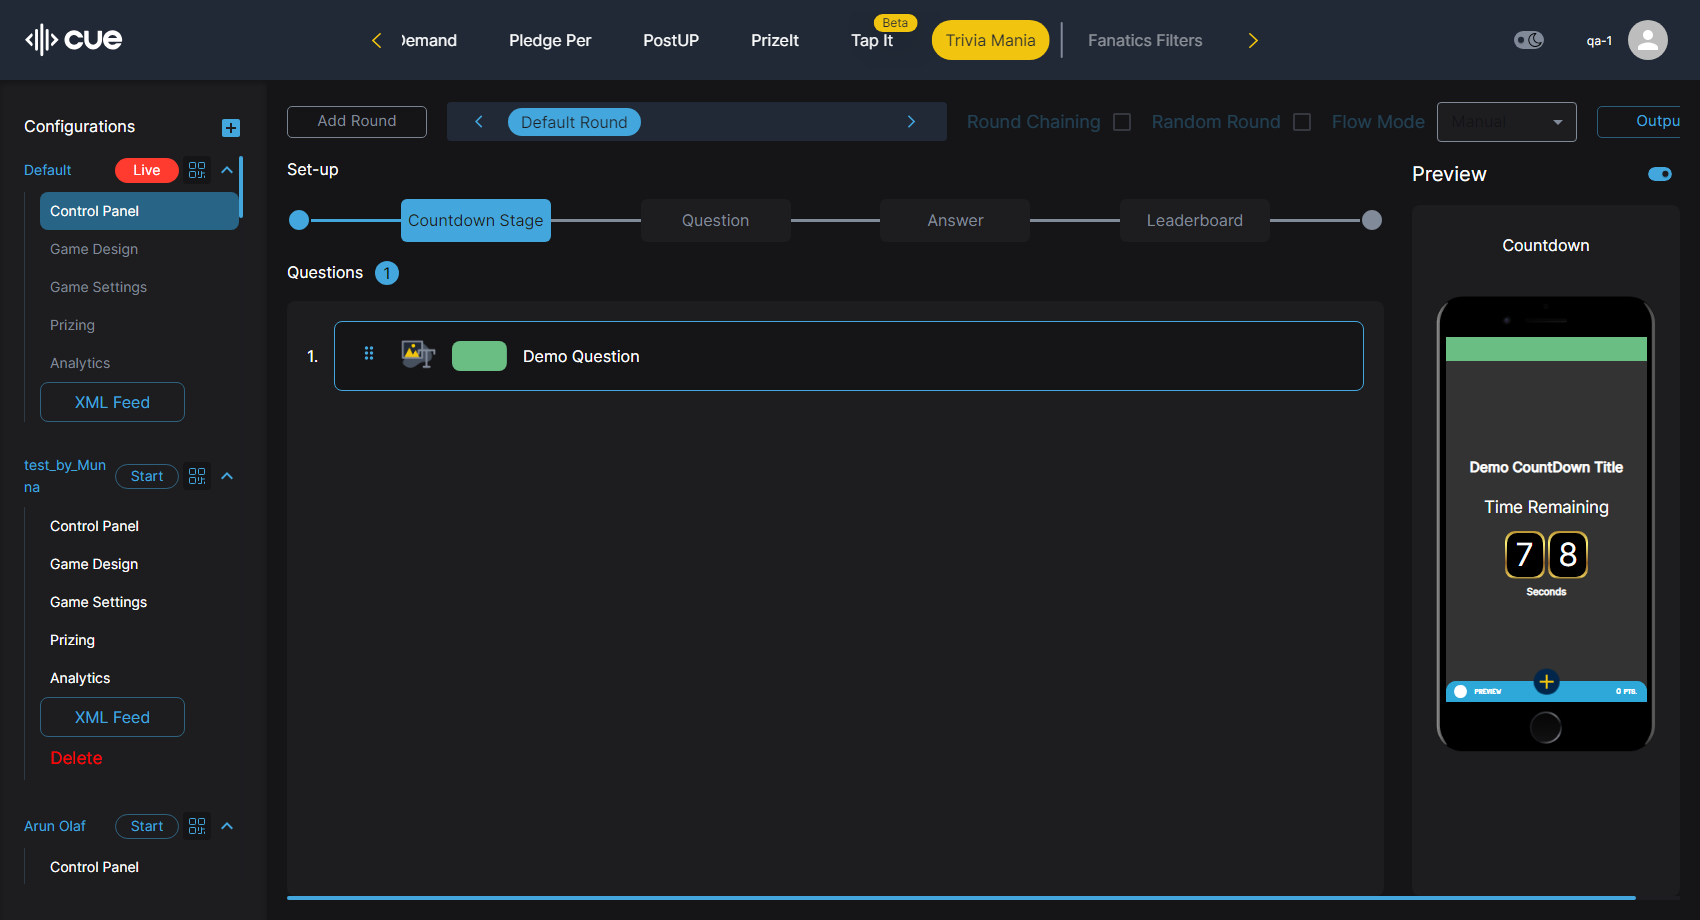 cue
Demand
Pledge Per
PostUP
PrizeIt
Tap It
Beta
Trivia Mania
Fanatics Filters
qa-1
Configurations
Default
Live
Control Panel
Game Design
Game Settings
Prizing
Analytics
XML Feed
test_by_Mun
na
Start
Control Panel
Game Design
Game Settings
Prizing
Analytics
XML Feed
Delete
Arun Olaf
Start
Control Panel
Add Round
Default Round
Round Chaining
Random Round
Flow Mode
Manual
Outpu
Set-up
Countdown Stage
Question
Answer
Leaderboard
Questions 1
1.
Demo Question
Preview
Countdown
Demo CountDown Title
Time Remaining
7 8
Seconds
PREVIEW
0 PTS.